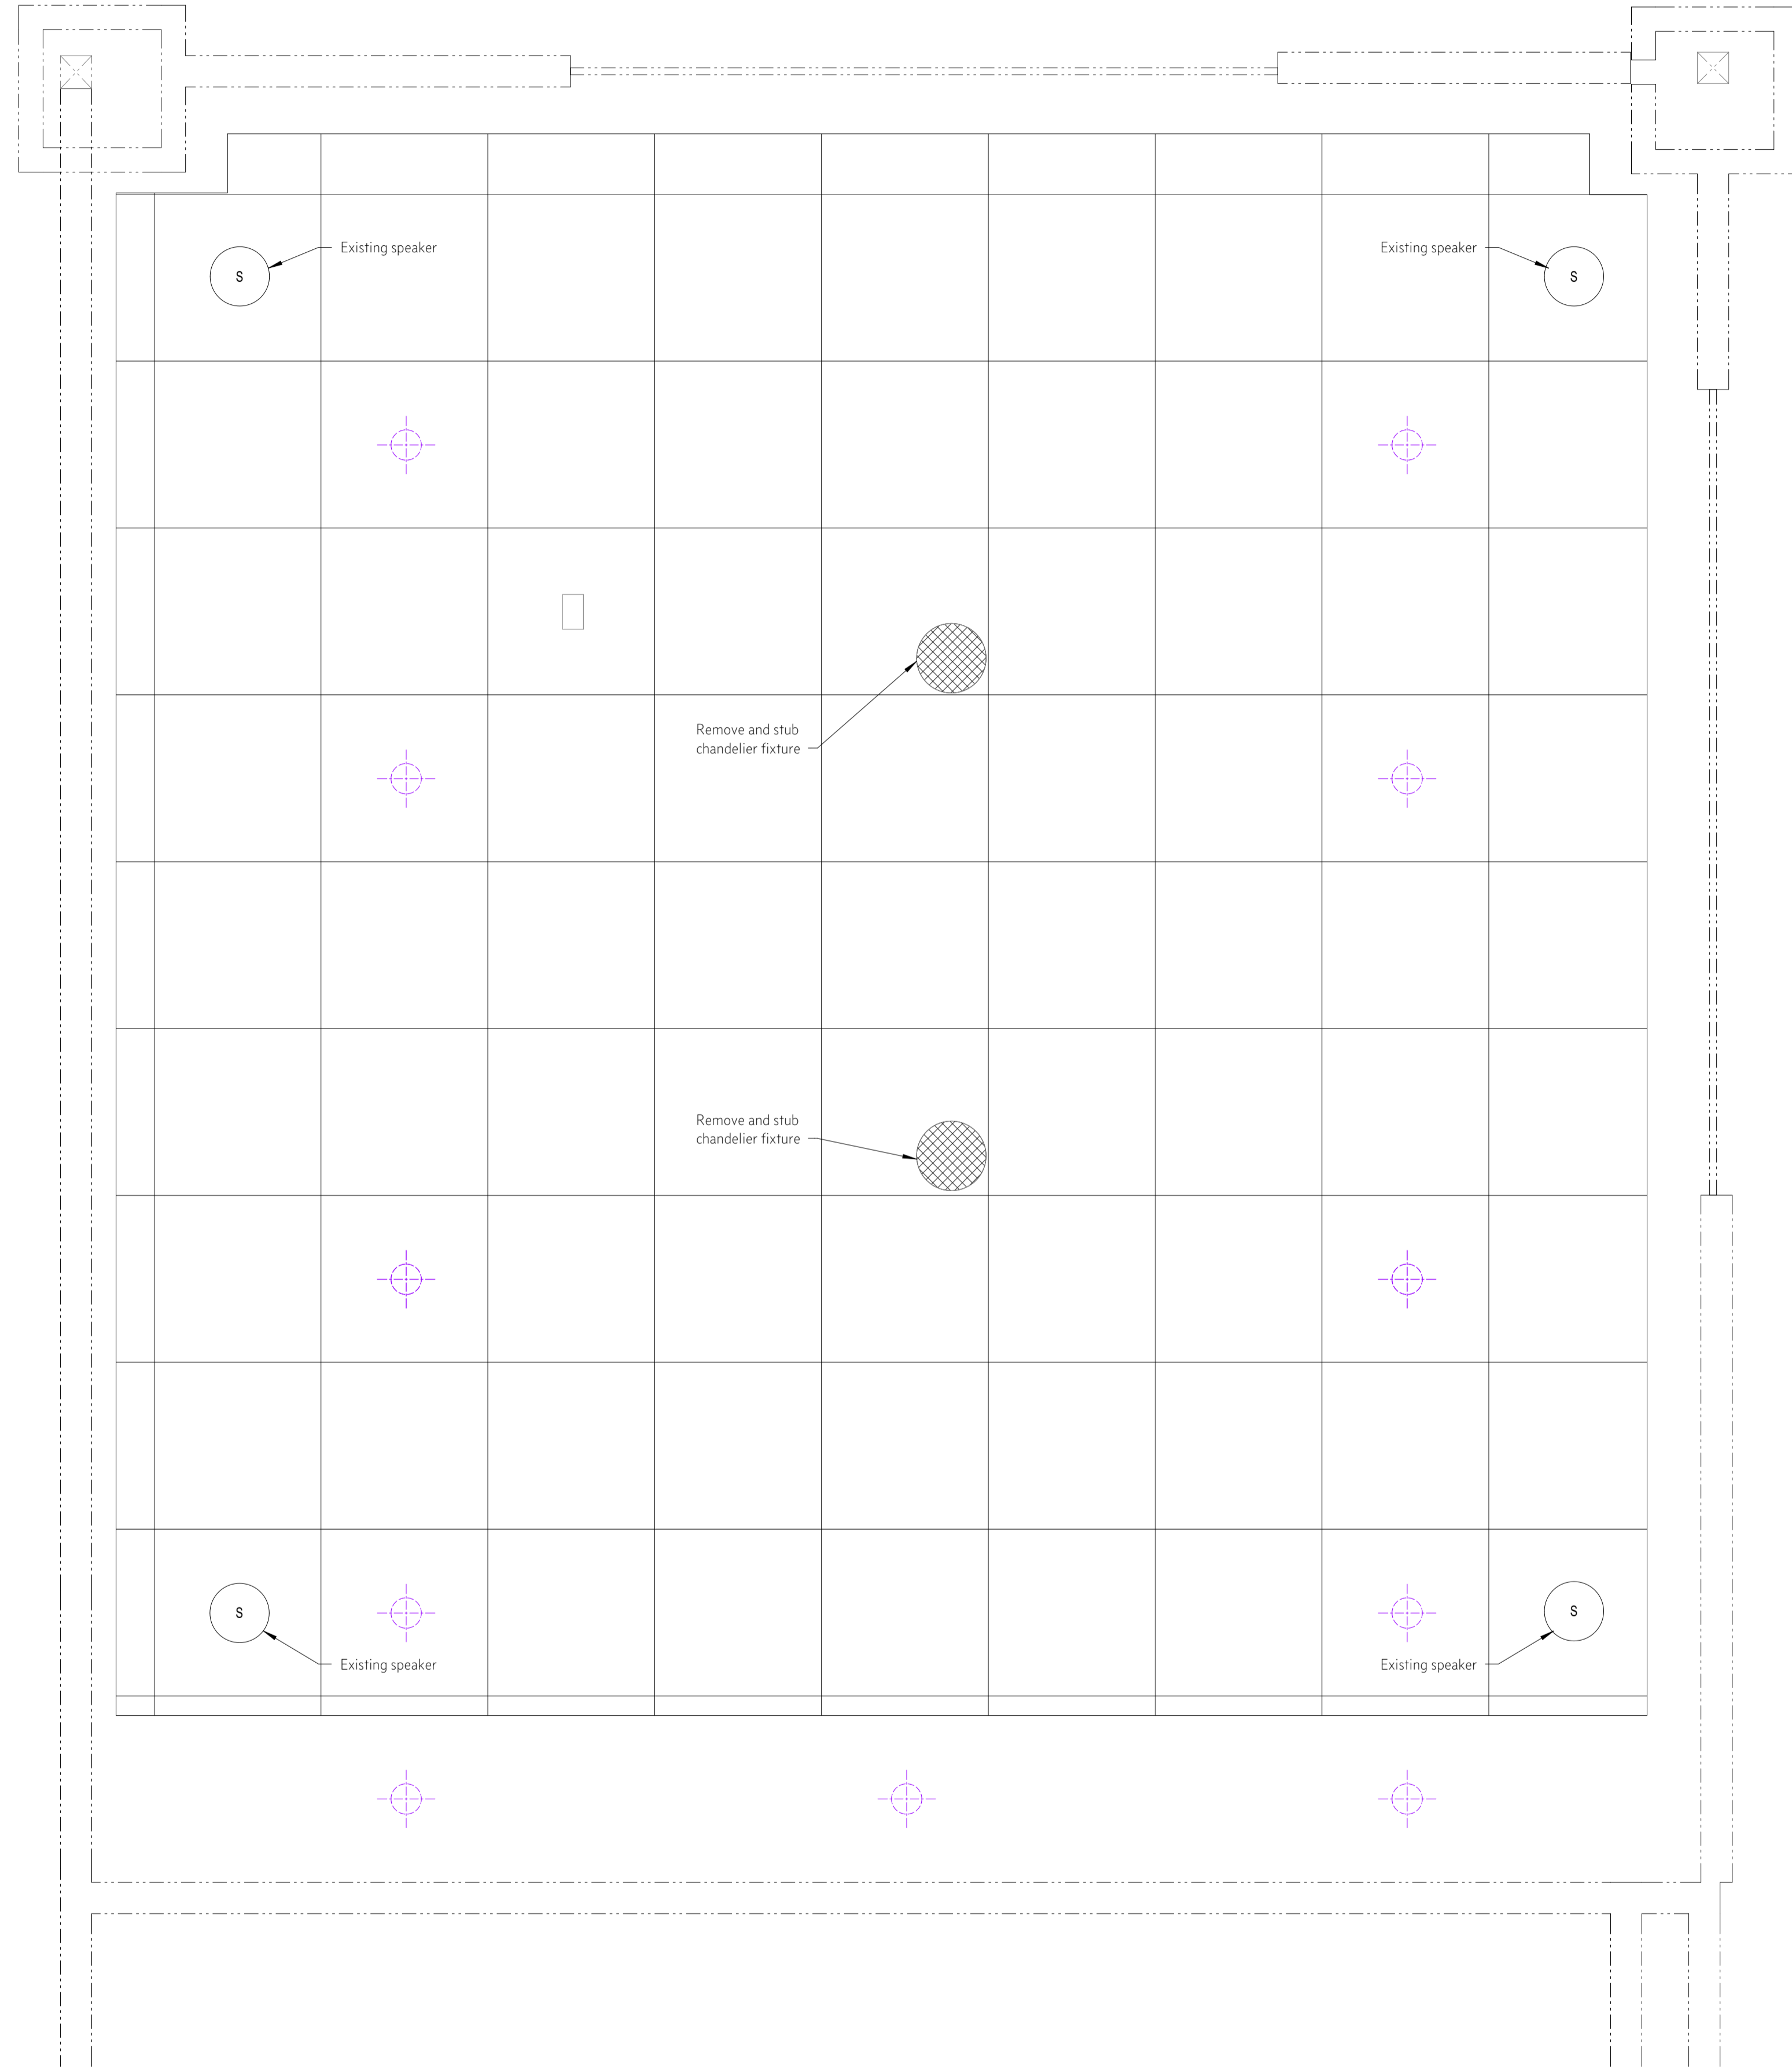 Existing speaker
Existing speaker
S
S
Remove and stub
chandelier fixture
Remove and stub
chandelier fixture
S
S
Existing speaker
Existing speaker